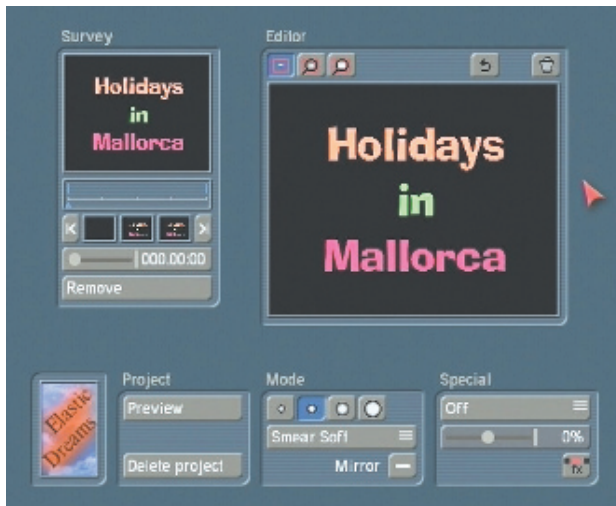 Survey
Editor
Holidays
in
Mallorca
Holidays
in
Mallorca
000.00:00
Remove
Elastic
Dreams
Project
Preview
Delete project
Mode
Smear Soft
Mirror
Special
Off
0%
fx